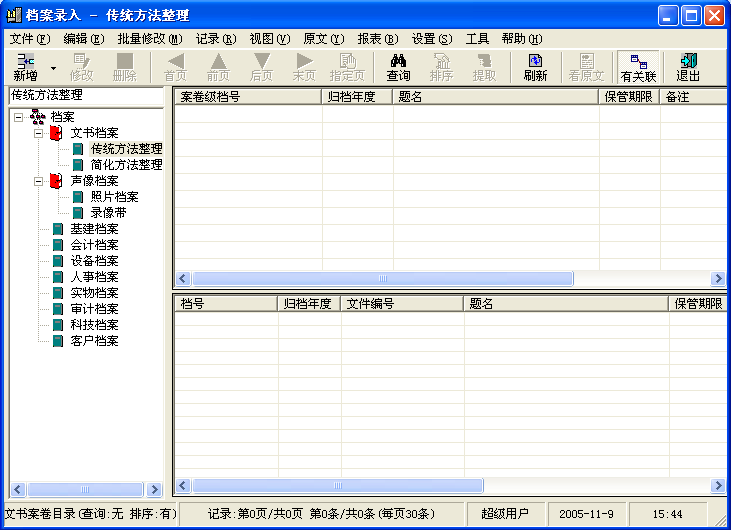 档案录入 - 传统方法整理
文件(F) 编辑(E) 批量修改(M) 记录(R) 视图(V) 原文(T) 报表(B) 设置(S) 工具 帮助(H)
新增 修改 删除 首页 前页 后页 末页 指定页 查询 排序 提取 刷新 看原文 有关联 退出
传统方法整理
档案
文书档案
传统方法整理
简化方法整理
声像档案
照片档案
录像带
基建档案
会计档案
设备档案
人事档案
实物档案
审计档案
科技档案
客户档案
案卷级档号 归档年度 题名 保管期限 备注
档号 归档年度 文件编号 题名 保管期限
文书案卷目录(查询:无 排序:有) 记录:第0页/共0页 第0条/共0条(每页30条) 超级用户 2005-11-9 15:44